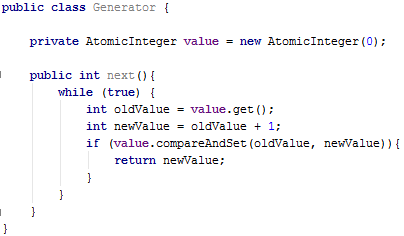 public class Generator {
private AtomicInteger value = new AtomicInteger(0);
public int next(){
while (true) {
int oldValue = value.get();
int newValue = oldValue + 1;
if (value.compareAndSet(oldValue, newValue)){
return newValue;
}
}
}
}